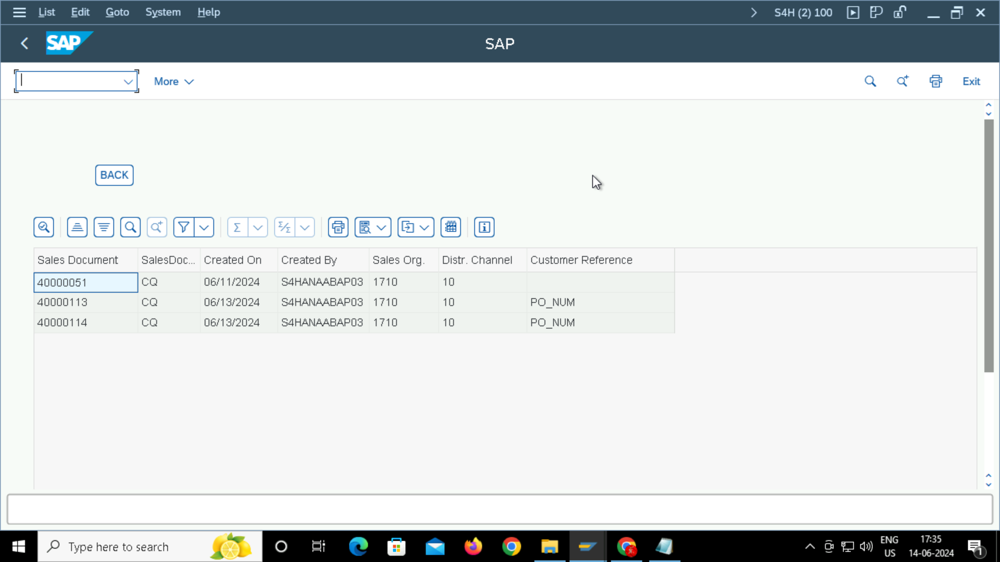 List Edit Goto System Help S4H (2) 100
SAP SAP
More Exit
BACK
Sales Document SalesDoc... Created On Created By Sales Org. Distr. Channel Customer Reference
40000051 CQ 06/11/2024 S4HANAABAP03 1710 10
40000113 CQ 06/13/2024 S4HANAABAP03 1710 10 PO_NUM
40000114 CQ 06/13/2024 S4HANAABAP03 1710 10 PO_NUM
Type here to search
ENG
US
17:35
14-06-2024
1